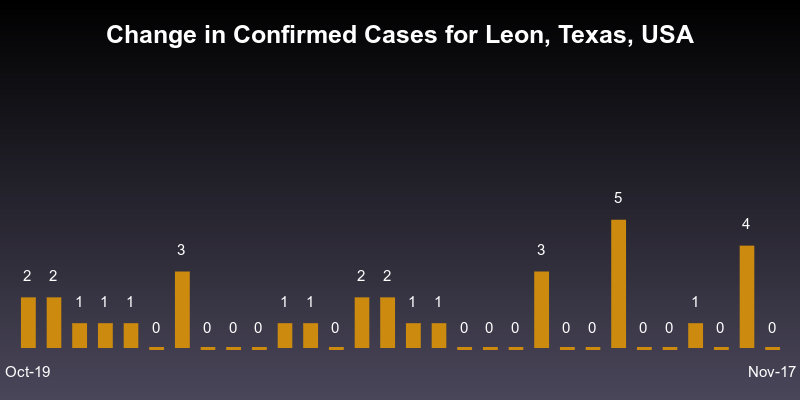 Change in Confirmed Cases for Leon, Texas, USA
2 2 1 1 1 0 3 0 0 0 1 1 0 2 2 1 1 0 0 0 3 0 0 5 0 0 1 0 4 0
Oct-19 Nov-17